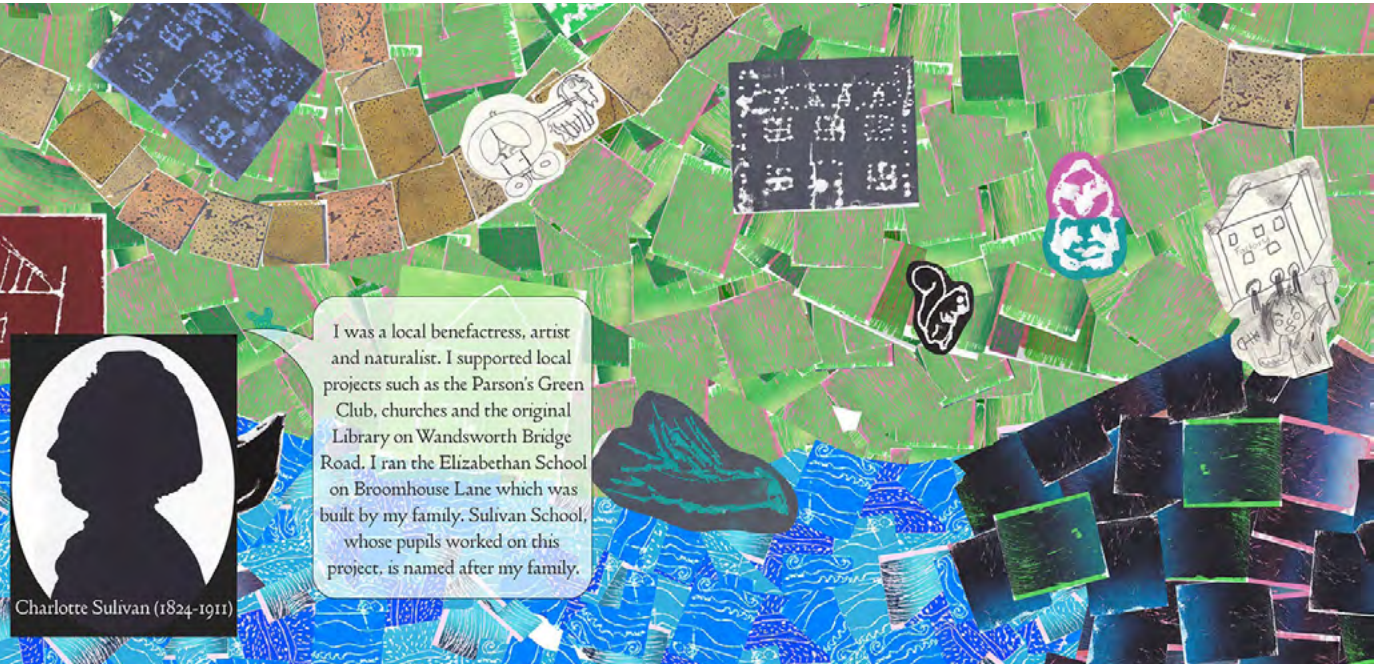 I was a local benefactress, artist
and naturalist. I supported local
projects such as the Parson's Green
Club, churches and the original
Library on Wandsworth Bridge
Road. I ran the Elizabethan School
on Broomhouse Lane which was
built by my family. Sulivan School,
whose pupils worked on this
project, is named after my family.
Charlotte Sulivan (1824-1911)